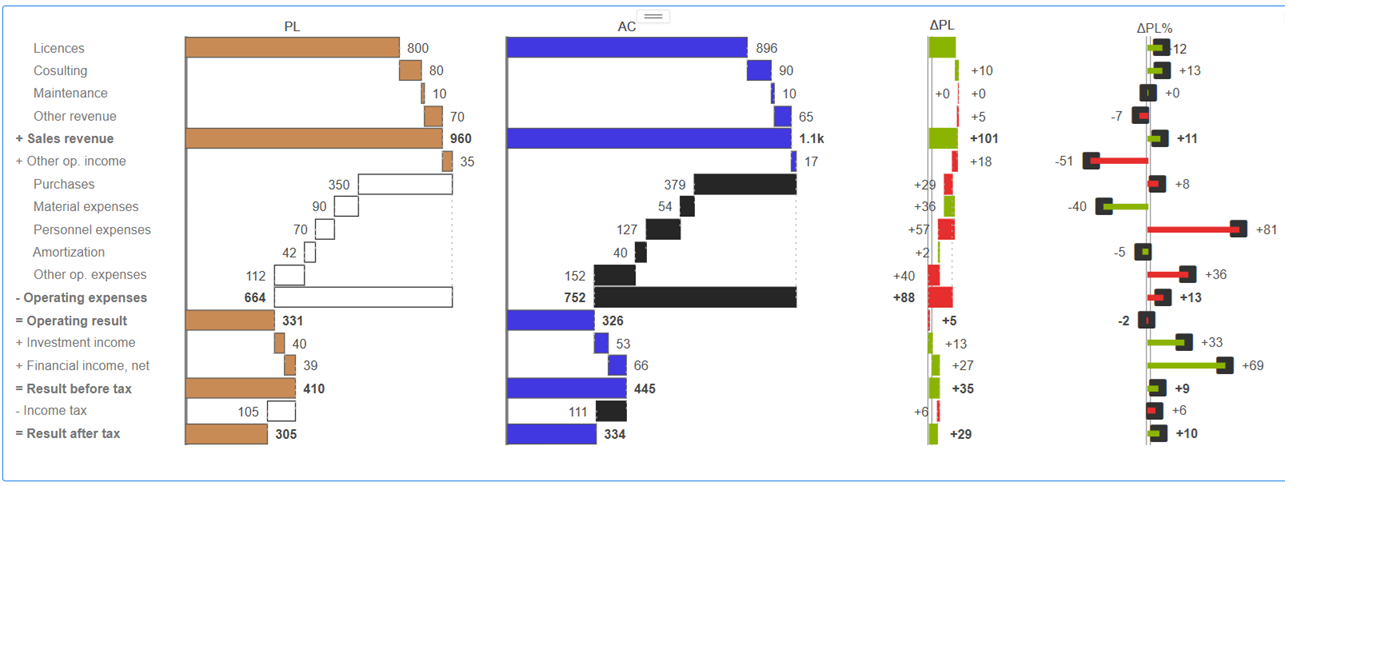 PL AC ΔPL ΔPL%
Licences 800 896 12
Cosulting 80 90 +10 +13
Maintenance 10 10 +0 +0 +0
Other revenue 70 65 +5 -7
+ Sales revenue 960 1.1k +101 +11
+ Other op. income 35 17 +18 -51
Purchases 350 379 +29 +8
Material expenses 90 54 +36 -40
Personnel expenses 70 127 +57 +81
Amortization 42 40 +2 -5
Other op. expenses 112 152 +40 +36
- Operating expenses 664 752 +88 +13
= Operating result 331 326 +5 -2
+ Investment income 40 53 +13 +33
+ Financial income, net 39 66 +27 +69
= Result before tax 410 445 +35 +9
- Income tax 105 111 +6 +6
= Result after tax 305 334 +29 +10